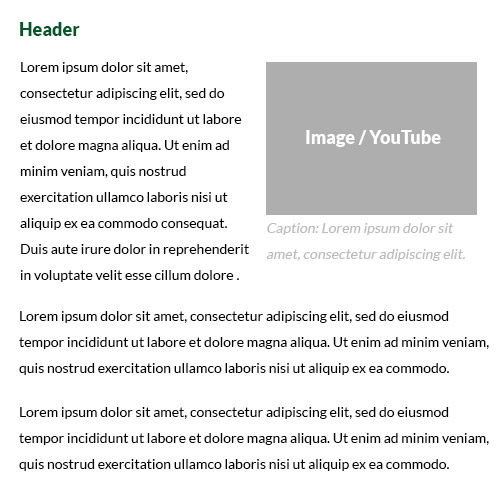 Header
Lorem ipsum dolor sit amet,
consectetur adipiscing elit, sed do
eiusmod tempor incididunt ut labore
et dolore magna aliqua. Ut enim ad
minim veniam, quis nostrud
exercitation ullamco laboris nisi ut
aliquip ex ea commodo consequat.
Duis aute irure dolor in reprehenderit
in voluptate velit esse cillum dolore .
Image / YouTube
Caption: Lorem ipsum dolor sit
amet, consectetur adipiscing elit.
Lorem ipsum dolor sit amet, consectetur adipiscing elit, sed do eiusmod
tempor incididunt ut labore et dolore magna aliqua. Ut enim ad minim veniam,
quis nostrud exercitation ullamco laboris nisi ut aliquip ex ea commodo.
Lorem ipsum dolor sit amet, consectetur adipiscing elit, sed do eiusmod
tempor incididunt ut labore et dolore magna aliqua. Ut enim ad minim veniam,
quis nostrud exercitation ullamco laboris nisi ut aliquip ex ea commodo.